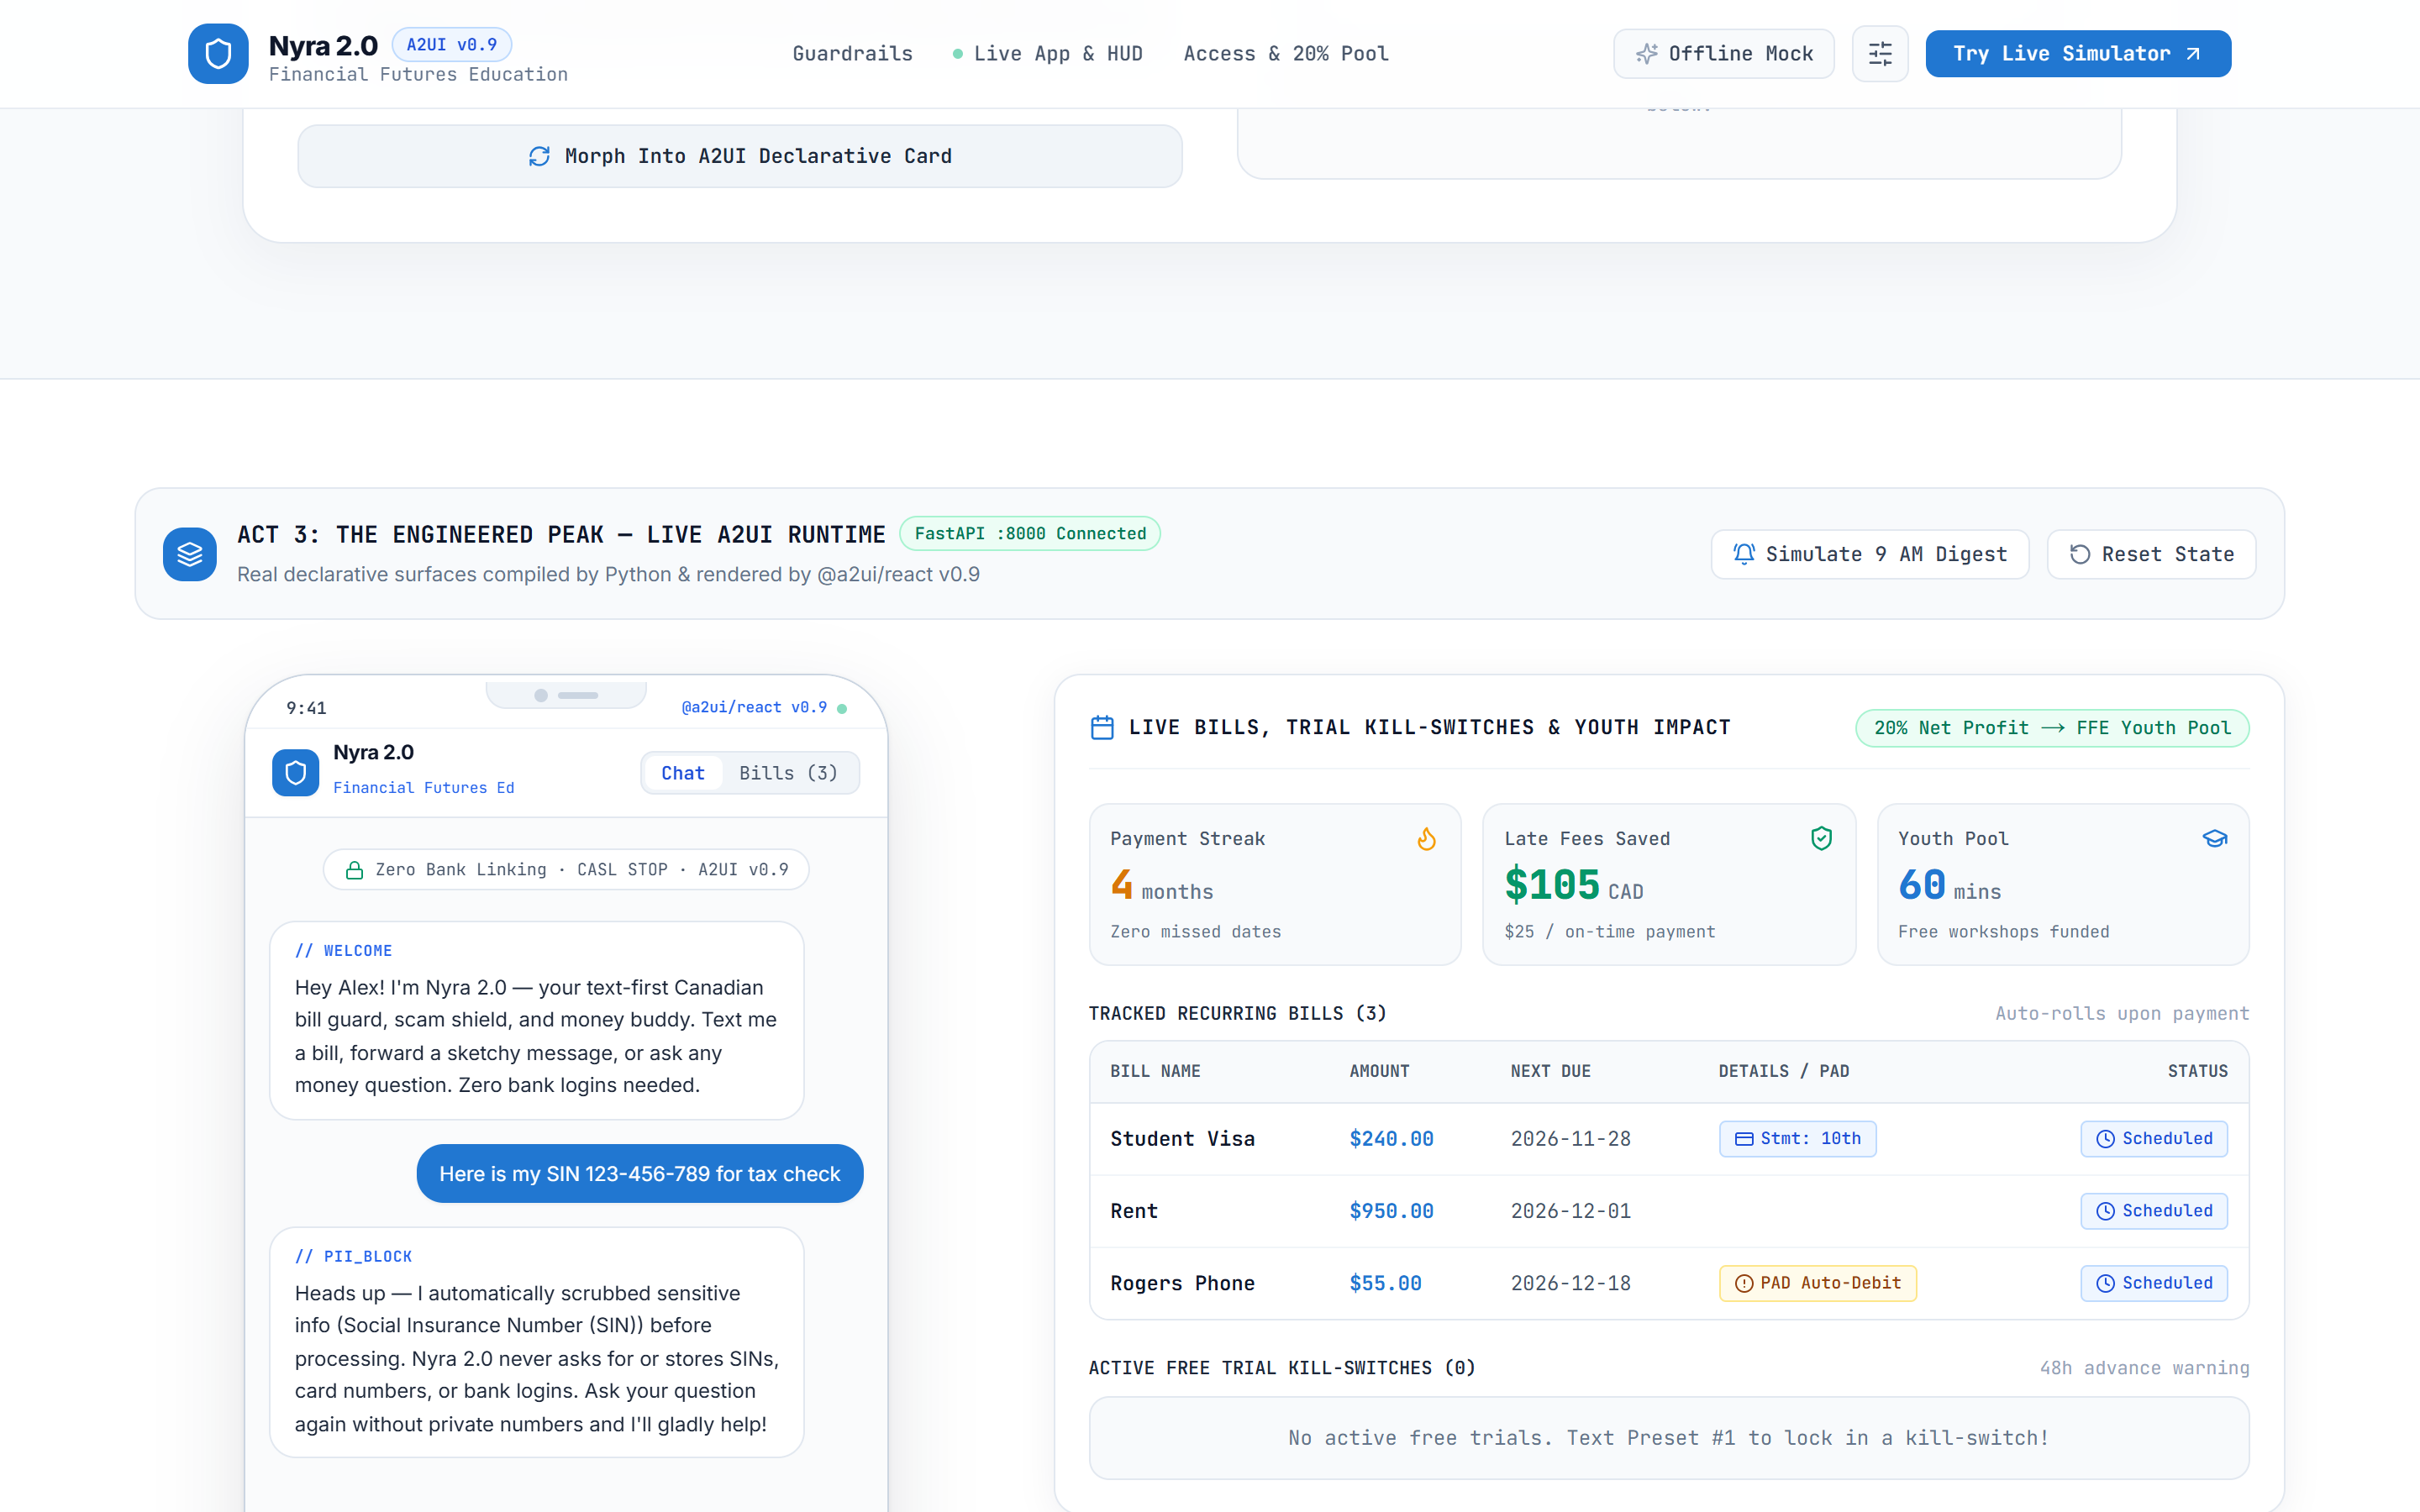 Nyra 2.0
A2UI v0.9
Financial Futures Education
Guardrails
Live App & HUD
Access & 20% Pool
Offline Mock
Try Live Simulator
Morph Into A2UI Declarative Card
ACT 3: THE ENGINEERED PEAK — LIVE A2UI RUNTIME
FastAPI :8000 Connected
Real declarative surfaces compiled by Python & rendered by @a2ui/react v0.9
Simulate 9 AM Digest
Reset State
9:41
@a2ui/react v0.9
Nyra 2.0
Financial Futures Ed
Chat
Bills (3)
Zero Bank Linking · CASL STOP · A2UI v0.9
// WELCOME
Hey Alex! I'm Nyra 2.0 — your text-first Canadian
bill guard, scam shield, and money buddy. Text me
a bill, forward a sketchy message, or ask any
money question. Zero bank logins needed.
Here is my SIN 123-456-789 for tax check
// PII_BLOCK
Heads up — I automatically scrubbed sensitive
info (Social Insurance Number (SIN)) before
processing. Nyra 2.0 never asks for or stores SINs,
card numbers, or bank logins. Ask your question
again without private numbers and I'll gladly help!
LIVE BILLS, TRIAL KILL-SWITCHES & YOUTH IMPACT
20% Net Profit ⟶ FFE Youth Pool
Payment Streak
4 months
Zero missed dates
Late Fees Saved
$105 CAD
$25 / on-time payment
Youth Pool
60 mins
Free workshops funded
TRACKED RECURRING BILLS (3)
Auto-rolls upon payment
BILL NAME AMOUNT NEXT DUE DETAILS / PAD STATUS
Student Visa $240.00 2026-11-28 Stmt: 10th Scheduled
Rent $950.00 2026-12-01 Scheduled
Rogers Phone $55.00 2026-12-18 PAD Auto-Debit Scheduled
ACTIVE FREE TRIAL KILL-SWITCHES (0)
48h advance warning
No active free trials. Text Preset #1 to lock in a kill-switch!